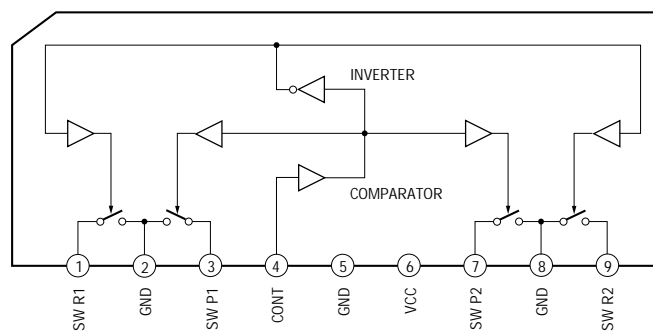 INVERTER
COMPARATOR
1 2 3 4 5 6 7 8 9
SW R1
GND
SW P1
CONT
GND
VCC
SW P2
GND
SW R2